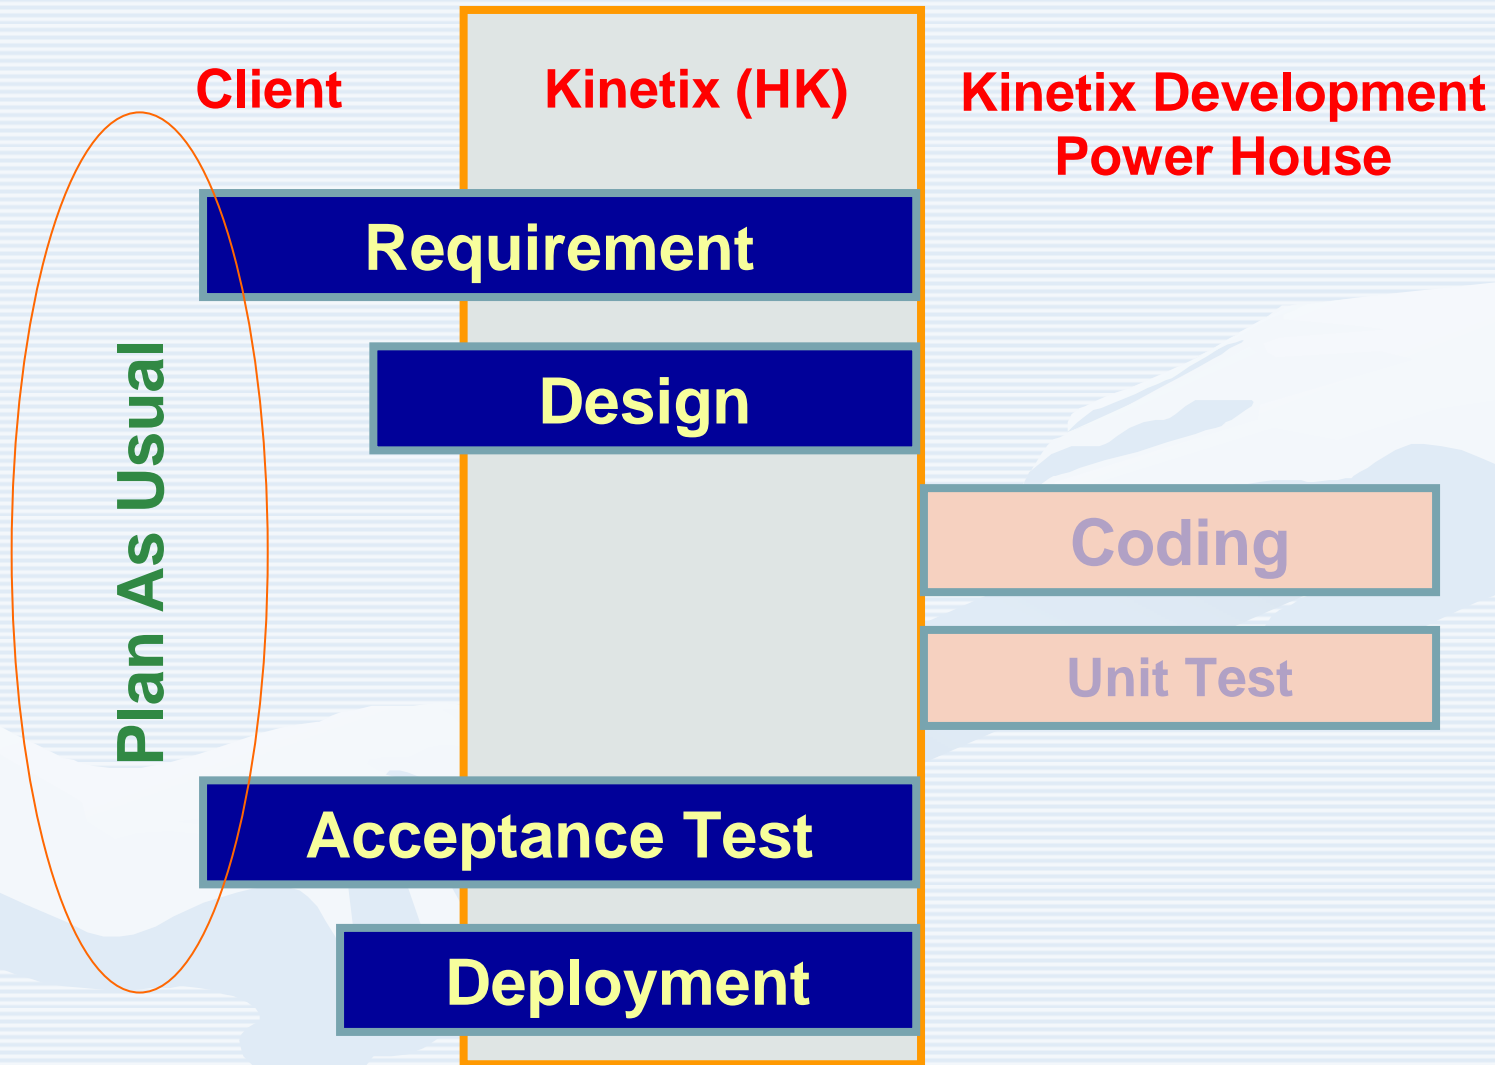 Client
Kinetix (HK)
Kinetix Development
Power House
Plan As Usual
Requirement
Design
Coding
Unit Test
Acceptance Test
Deployment